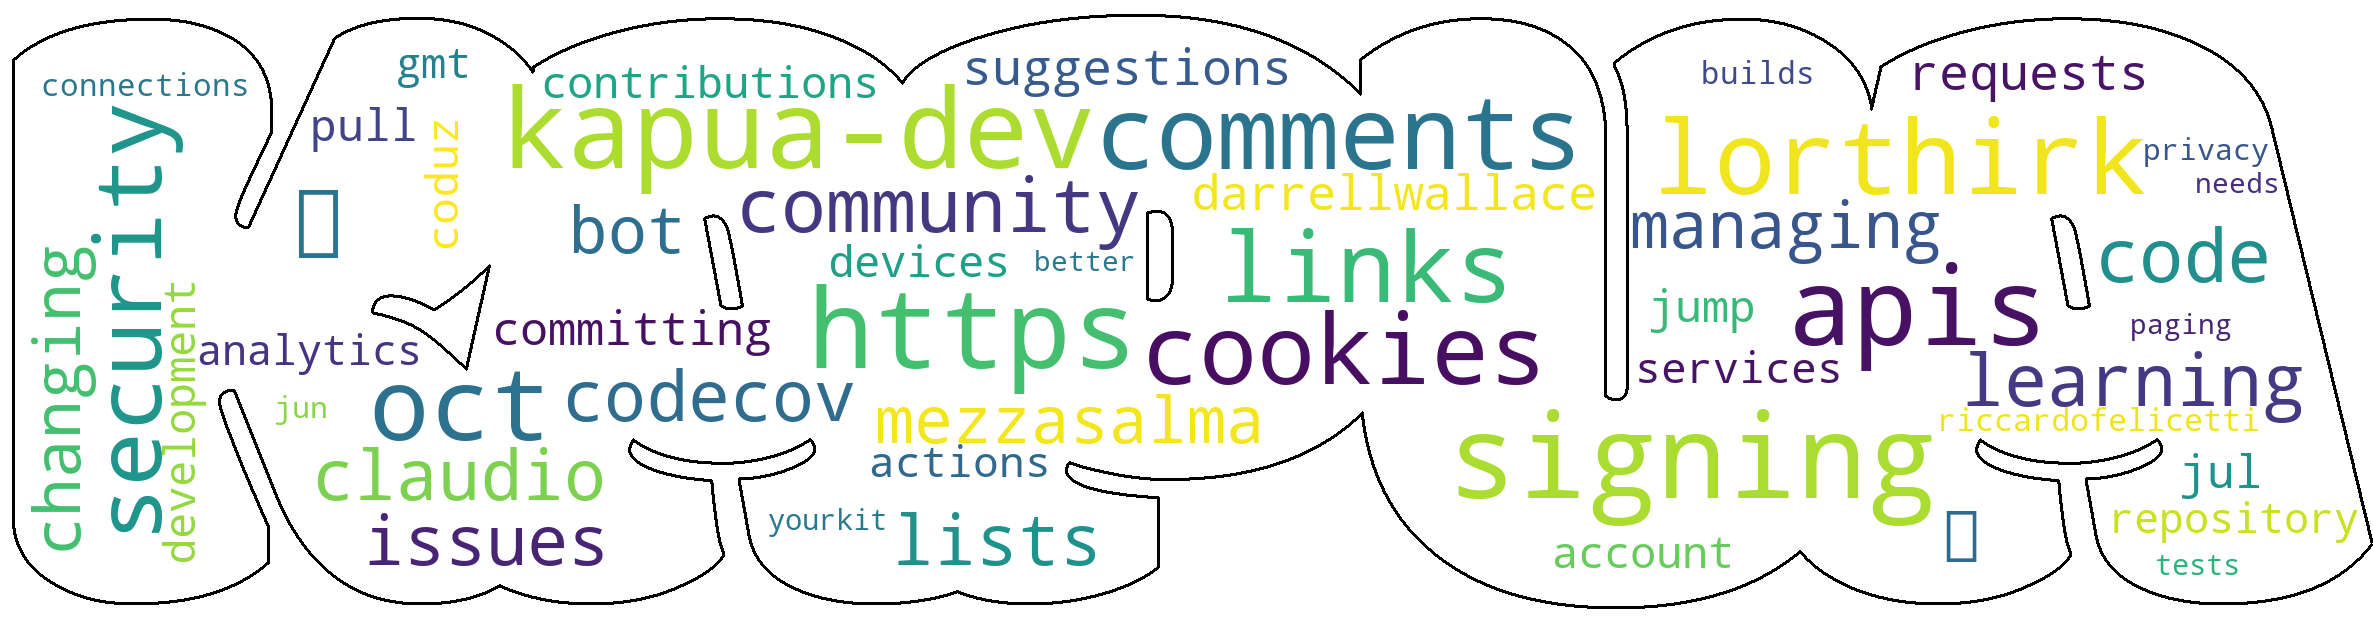 connections
security
changing
development
gmt
pull
coduz
contributions
suggestions
kapua-dev
comments
community
darrellwallace
bot
devices
better
links
https
cookies
analytics
committing
jun
oct
codecov
mezzasalma
claudio
actions
issues
yourkit
lists
builds
requests
lorthirk
privacy
needs
managing
code
jump
apis
paging
services
learning
riccardofelicetti
signing
jul
repository
account
tests